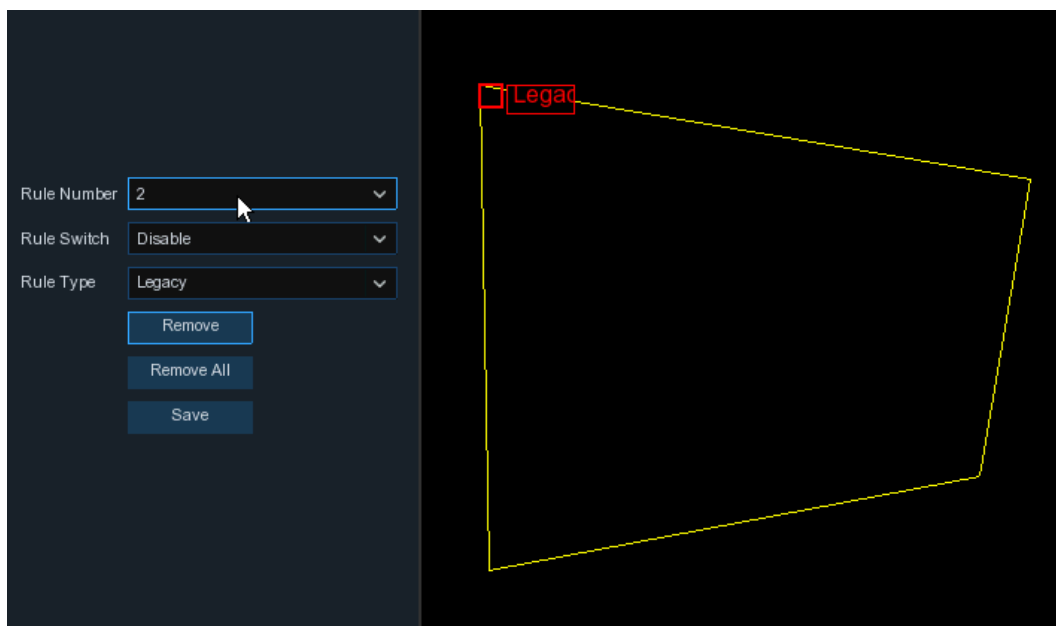 Legac
Rule Number 2
Rule Switch Disable
Rule Type Legacy
Remove
Remove All
Save